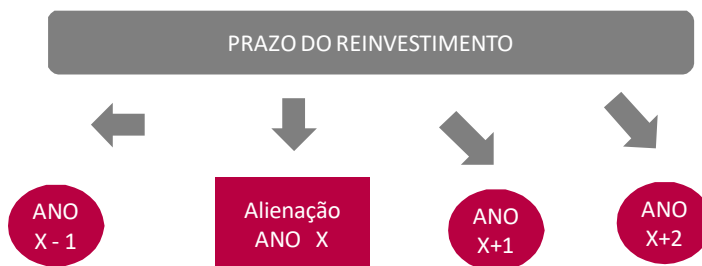 PRAZO DO REINVESTIMENTO
ANO
X - 1
Alienação
ANO X
ANO
X+1
ANO
X+2